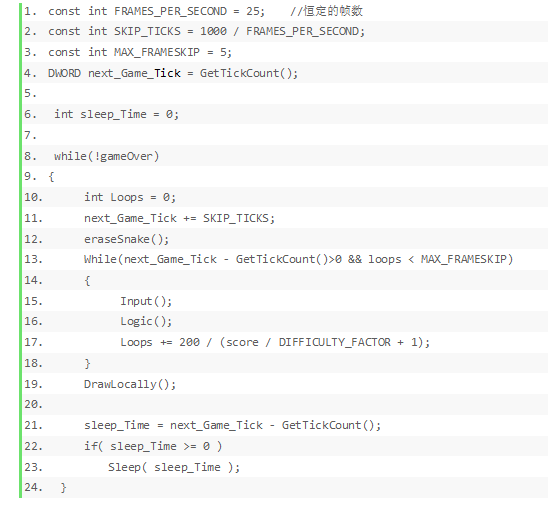 1. const int FRAMES_PER_SECOND = 25;    //恒定的帧数
2. const int SKIP_TICKS = 1000 / FRAMES_PER_SECOND;
3. const int MAX_FRAMESKIP = 5;
4. DWORD next_Game_Tick = GetTickCount();
5.
6.  int sleep_Time = 0;
7.
8.  while(!gameOver)
9. {
10.      int Loops = 0;
11.      next_Game_Tick += SKIP_TICKS;
12.      eraseSnake();
13.      While(next_Game_Tick - GetTickCount()>0 && loops < MAX_FRAMESKIP)
14.      {
15.            Input();
16.            Logic();
17.            Loops += 200 / (score / DIFFICULTY_FACTOR + 1);
18.      }
19.      DrawLocally();
20.
21.      sleep_Time = next_Game_Tick - GetTickCount();
22.      if( sleep_Time >= 0 )
23.          Sleep( sleep_Time );
24.  }